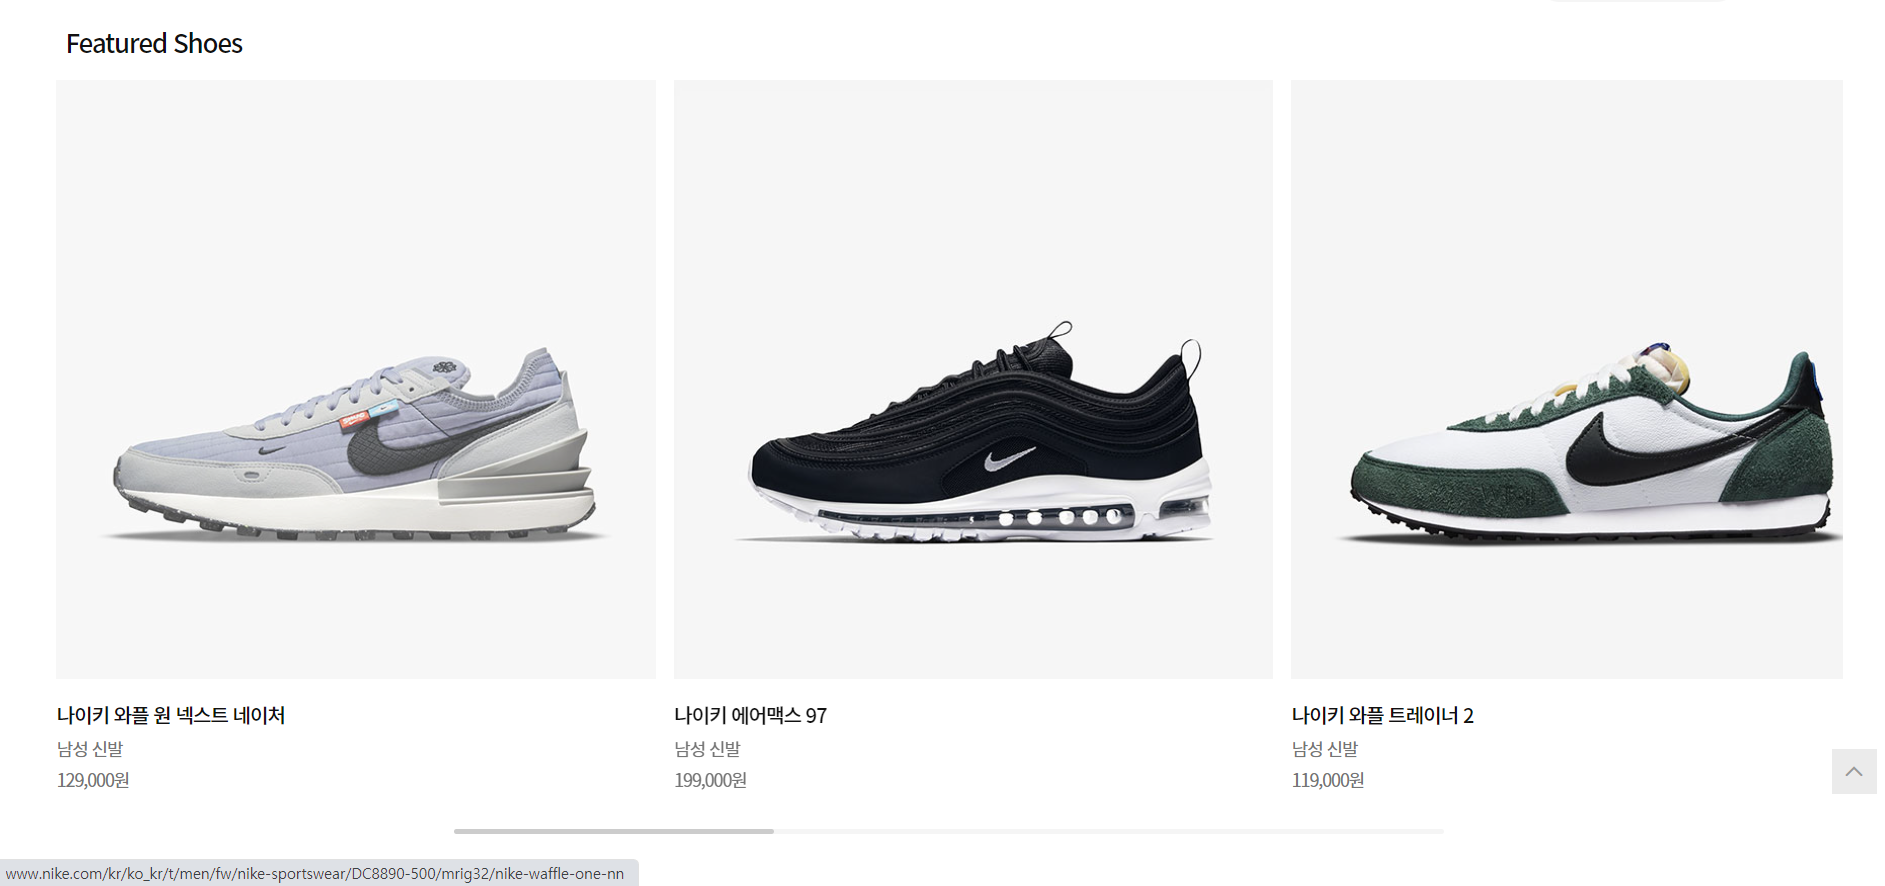 Featured Shoes
나이키 와플 원 넥스트 네이처
남성 신발
129,000원
나이키 에어맥스 97
남성 신발
199,000원
나이키 와플 트레이너 2
남성 신발
119,000원
www.nike.com/kr/ko_kr/t/men/fw/nike-sportswear/DC8890-500/mrig32/nike-waffle-one-nn